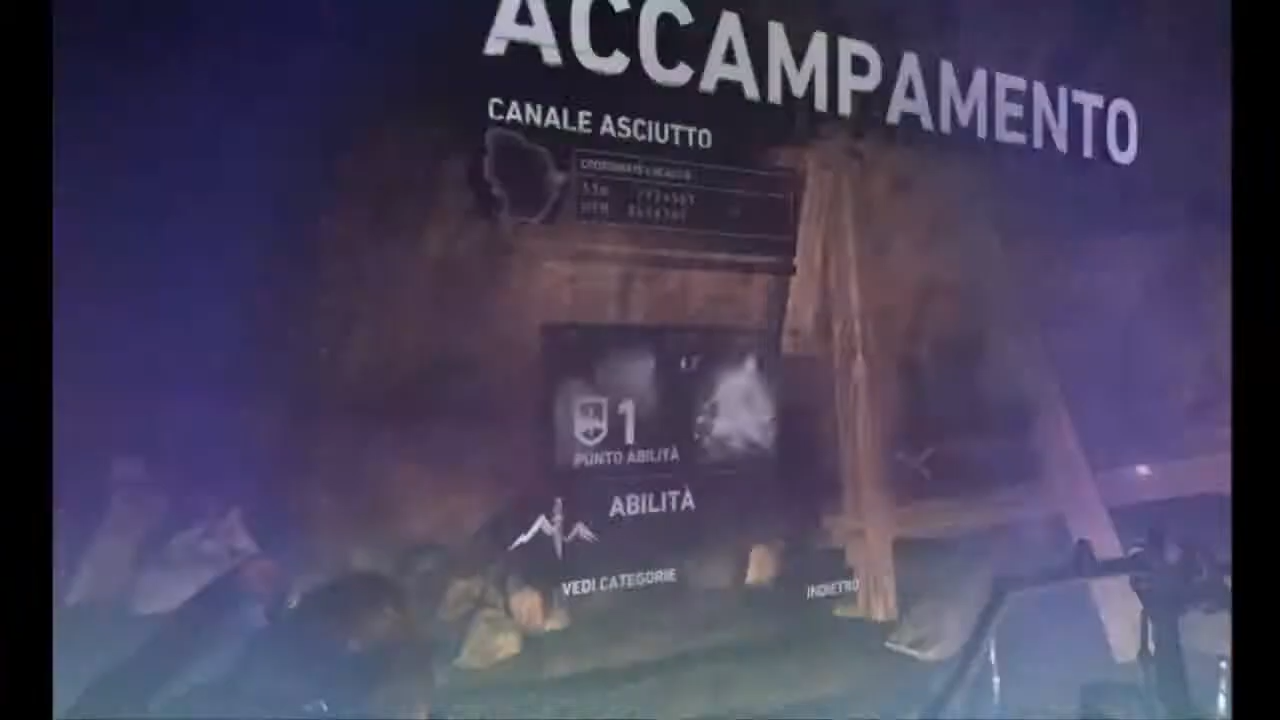 ACCAMPAMENTO
CANALE ASCIUTTO
1
PUNTO ABILITÀ
ABILITÀ
VEDI CATEGORIE
INDIETRO